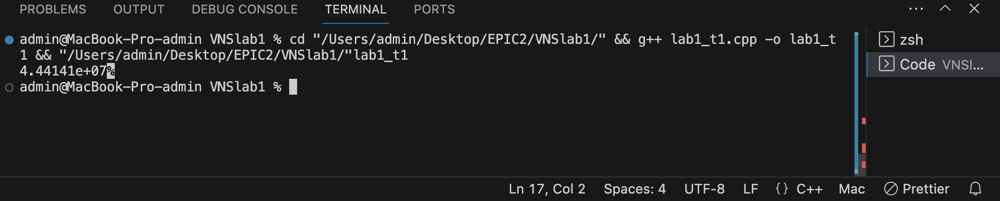 PROBLEMS OUTPUT DEBUG CONSOLE TERMINAL PORTS
admin@MacBook-Pro-admin VNSlab1 % cd "/Users/admin/Desktop/EPIC2/VNSlab1/" && g++ lab1_t1.cpp -o lab1_t
1 && "/Users/admin/Desktop/EPIC2/VNSlab1/"lab1_t1
4.44141e+07%
admin@MacBook-Pro-admin VNSlab1 %
zsh
Code VNSl...
Ln 17, Col 2 Spaces: 4 UTF-8 LF {} C++ Mac Prettier